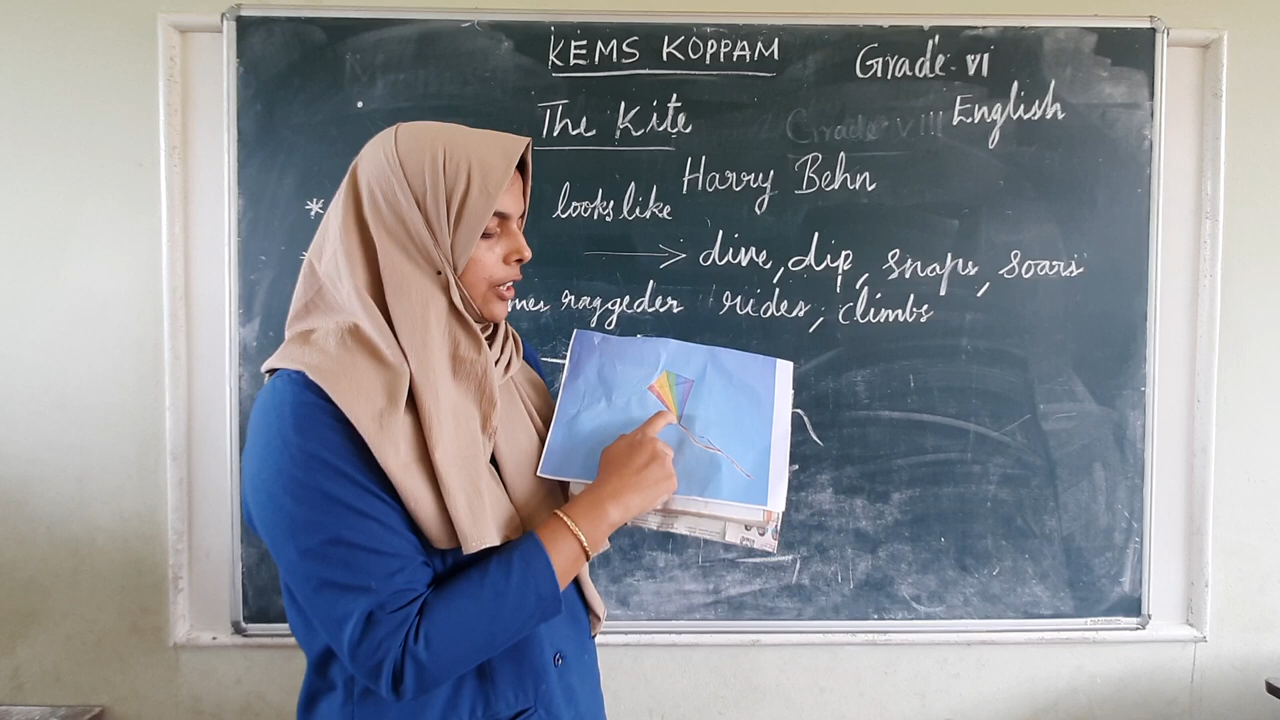 KEMS KOPPAM
Grade VI
The Kite
Grade VIII
English
Harry Behn
*
looks like
→ dive, dip, snaps, soars
raggeder rides, climbs